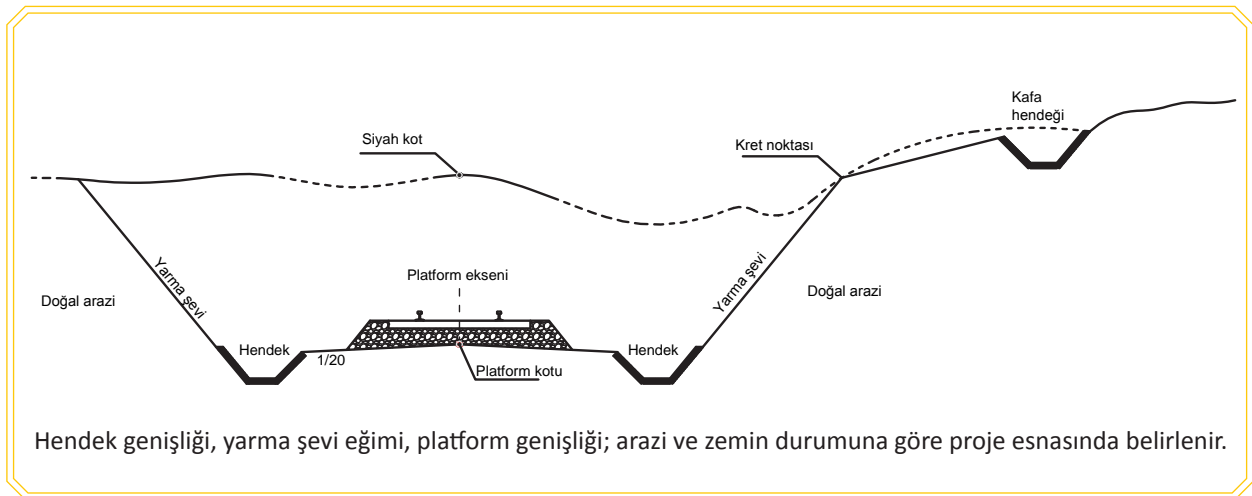 Kafa
hendeği
Siyah kot
Kret noktası
Platform ekseni
Yarma şevi
Yarma şevi
Doğal arazi
Doğal arazi
Hendek
1/20
Hendek
Platform kotu
Hendek genişliği, yarma şevi eğimi, platform genişliği; arazi ve zemin durumuna göre proje esnasında belirlenir.